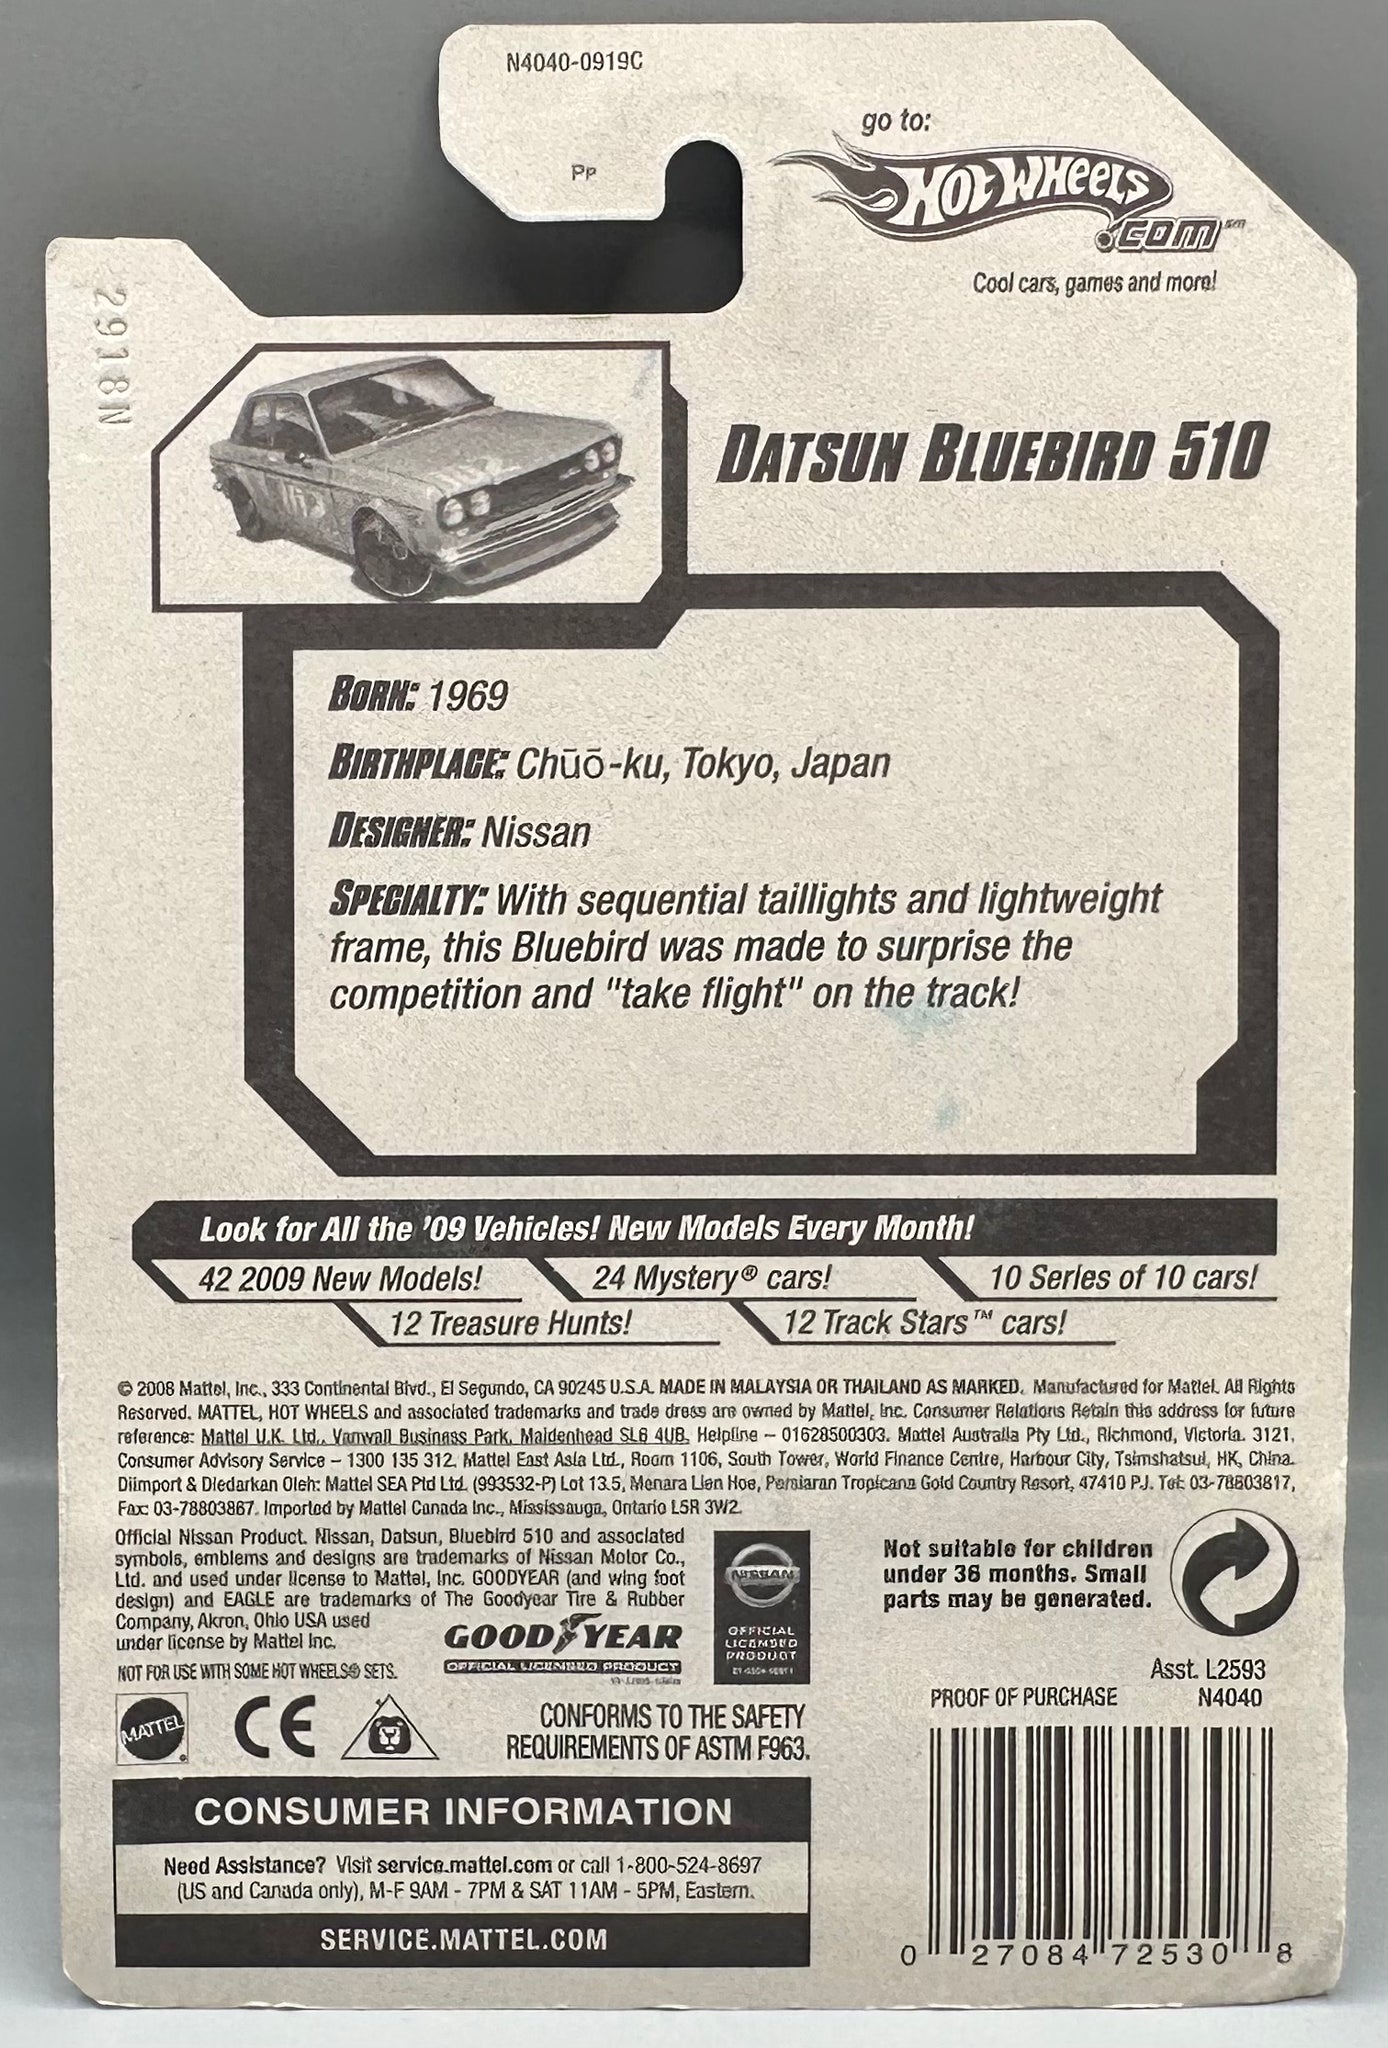 N4040-0919C
go to:
Pp
HOT WHEELS
.COM℠
Cool cars, games and more!
2918N
DATSUN BLUEBIRD 510
BORN: 1969
BIRTHPLACE: Chūō-ku, Tokyo, Japan
DESIGNER: Nissan
SPECIALTY: With sequential taillights and lightweight
frame, this Bluebird was made to surprise the
competition and "take flight" on the track!
Look for All the '09 Vehicles! New Models Every Month!
42 2009 New Models! 24 Mystery® cars! 10 Series of 10 cars!
12 Treasure Hunts! 12 Track Stars™ cars!
© 2008 Mattel, Inc., 333 Continental Blvd., El Segundo, CA 90245 U.S.A. MADE IN MALAYSIA OR THAILAND AS MARKED. Manufactured for Mattel. All Rights
Reserved. MATTEL, HOT WHEELS and associated trademarks and trade dress are owned by Mattel, Inc. Consumer Relations Retain this address for future
reference: Mattel U.K. Ltd., Vanwall Business Park, Maidenhead SL6 4UB. Helpline – 01628500303. Mattel Australia Pty Ltd., Richmond, Victoria. 3121.
Consumer Advisory Service – 1300 135 312. Mattel East Asia Ltd., Room 1106, South Tower, World Finance Centre, Harbour City, Tsimshatsui, HK, China.
Diimport & Diedarkan Oleh: Mattel SEA Ptd Ltd. (993532-P) Lot 13.5, Menara Lien Hoe, Persiaran Tropicana Gold Country Resort, 47410 PJ. Tel: 03-78803817,
Fax: 03-78803867. Imported by Mattel Canada Inc., Mississauga, Ontario L5R 3W2.
Official Nissan Product. Nissan, Datsun, Bluebird 510 and associated
symbols, emblems and designs are trademarks of Nissan Motor Co.,
Ltd. and used under license to Mattel, Inc. GOODYEAR (and wing foot
design) and EAGLE are trademarks of The Goodyear Tire & Rubber
Company, Akron, Ohio USA used
under license by Mattel Inc.
GOODYEAR
OFFICIAL LICENSED PRODUCT
NISSAN
OFFICIAL
LICENSED
PRODUCT
Not suitable for children
under 36 months. Small
parts may be generated.
NOT FOR USE WITH SOME HOT WHEELS® SETS.
Asst. L2593
PROOF OF PURCHASE N4040
MATTEL
CE
CONFORMS TO THE SAFETY
REQUIREMENTS OF ASTM F963.
CONSUMER INFORMATION
Need Assistance? Visit service.mattel.com or call 1-800-524-8697
(US and Canada only), M-F 9AM - 7PM & SAT 11AM - 5PM, Eastern.
SERVICE.MATTEL.COM
0 27084 72530 8